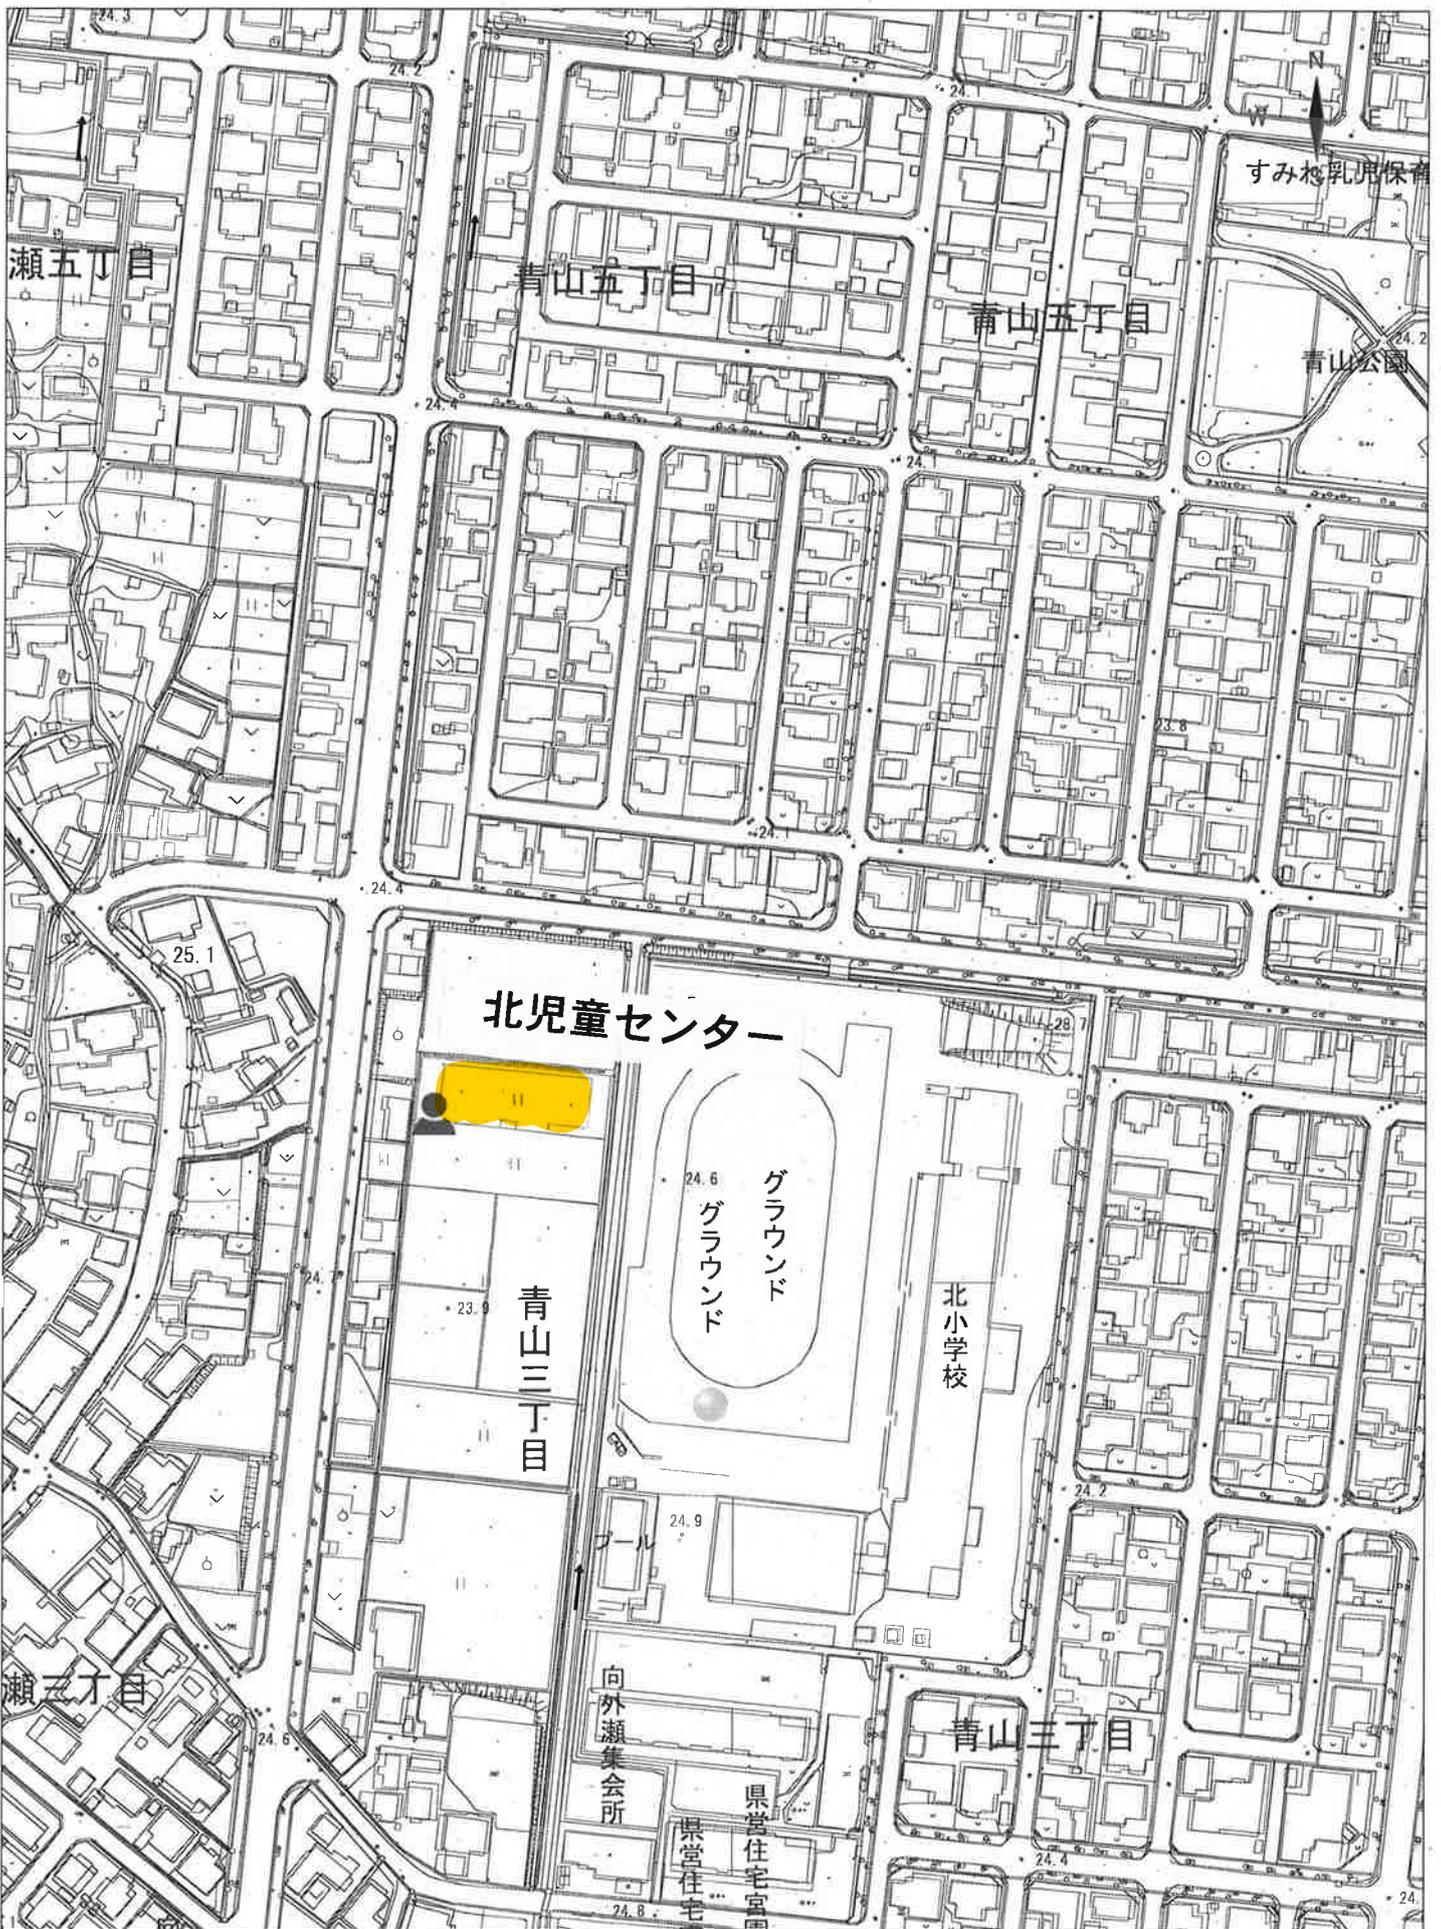 24.3
24.2
24.1
N
W
E
すみれ乳児保育
瀬五丁目
青山五丁目
青山五丁目
24.2
青山公園
24.4
24.1
23.8
24.1
24.4
25.1
北児童センター
28.7
24.6
グラウンド
グラウンド
24.7
23.9
青山三丁目
北小学校
24.2
24.9
プール
向外瀬集会所
瀬三丁目
24.6
青山三丁目
県営住宅宮園
県営住宅
24.4
24.8
24.